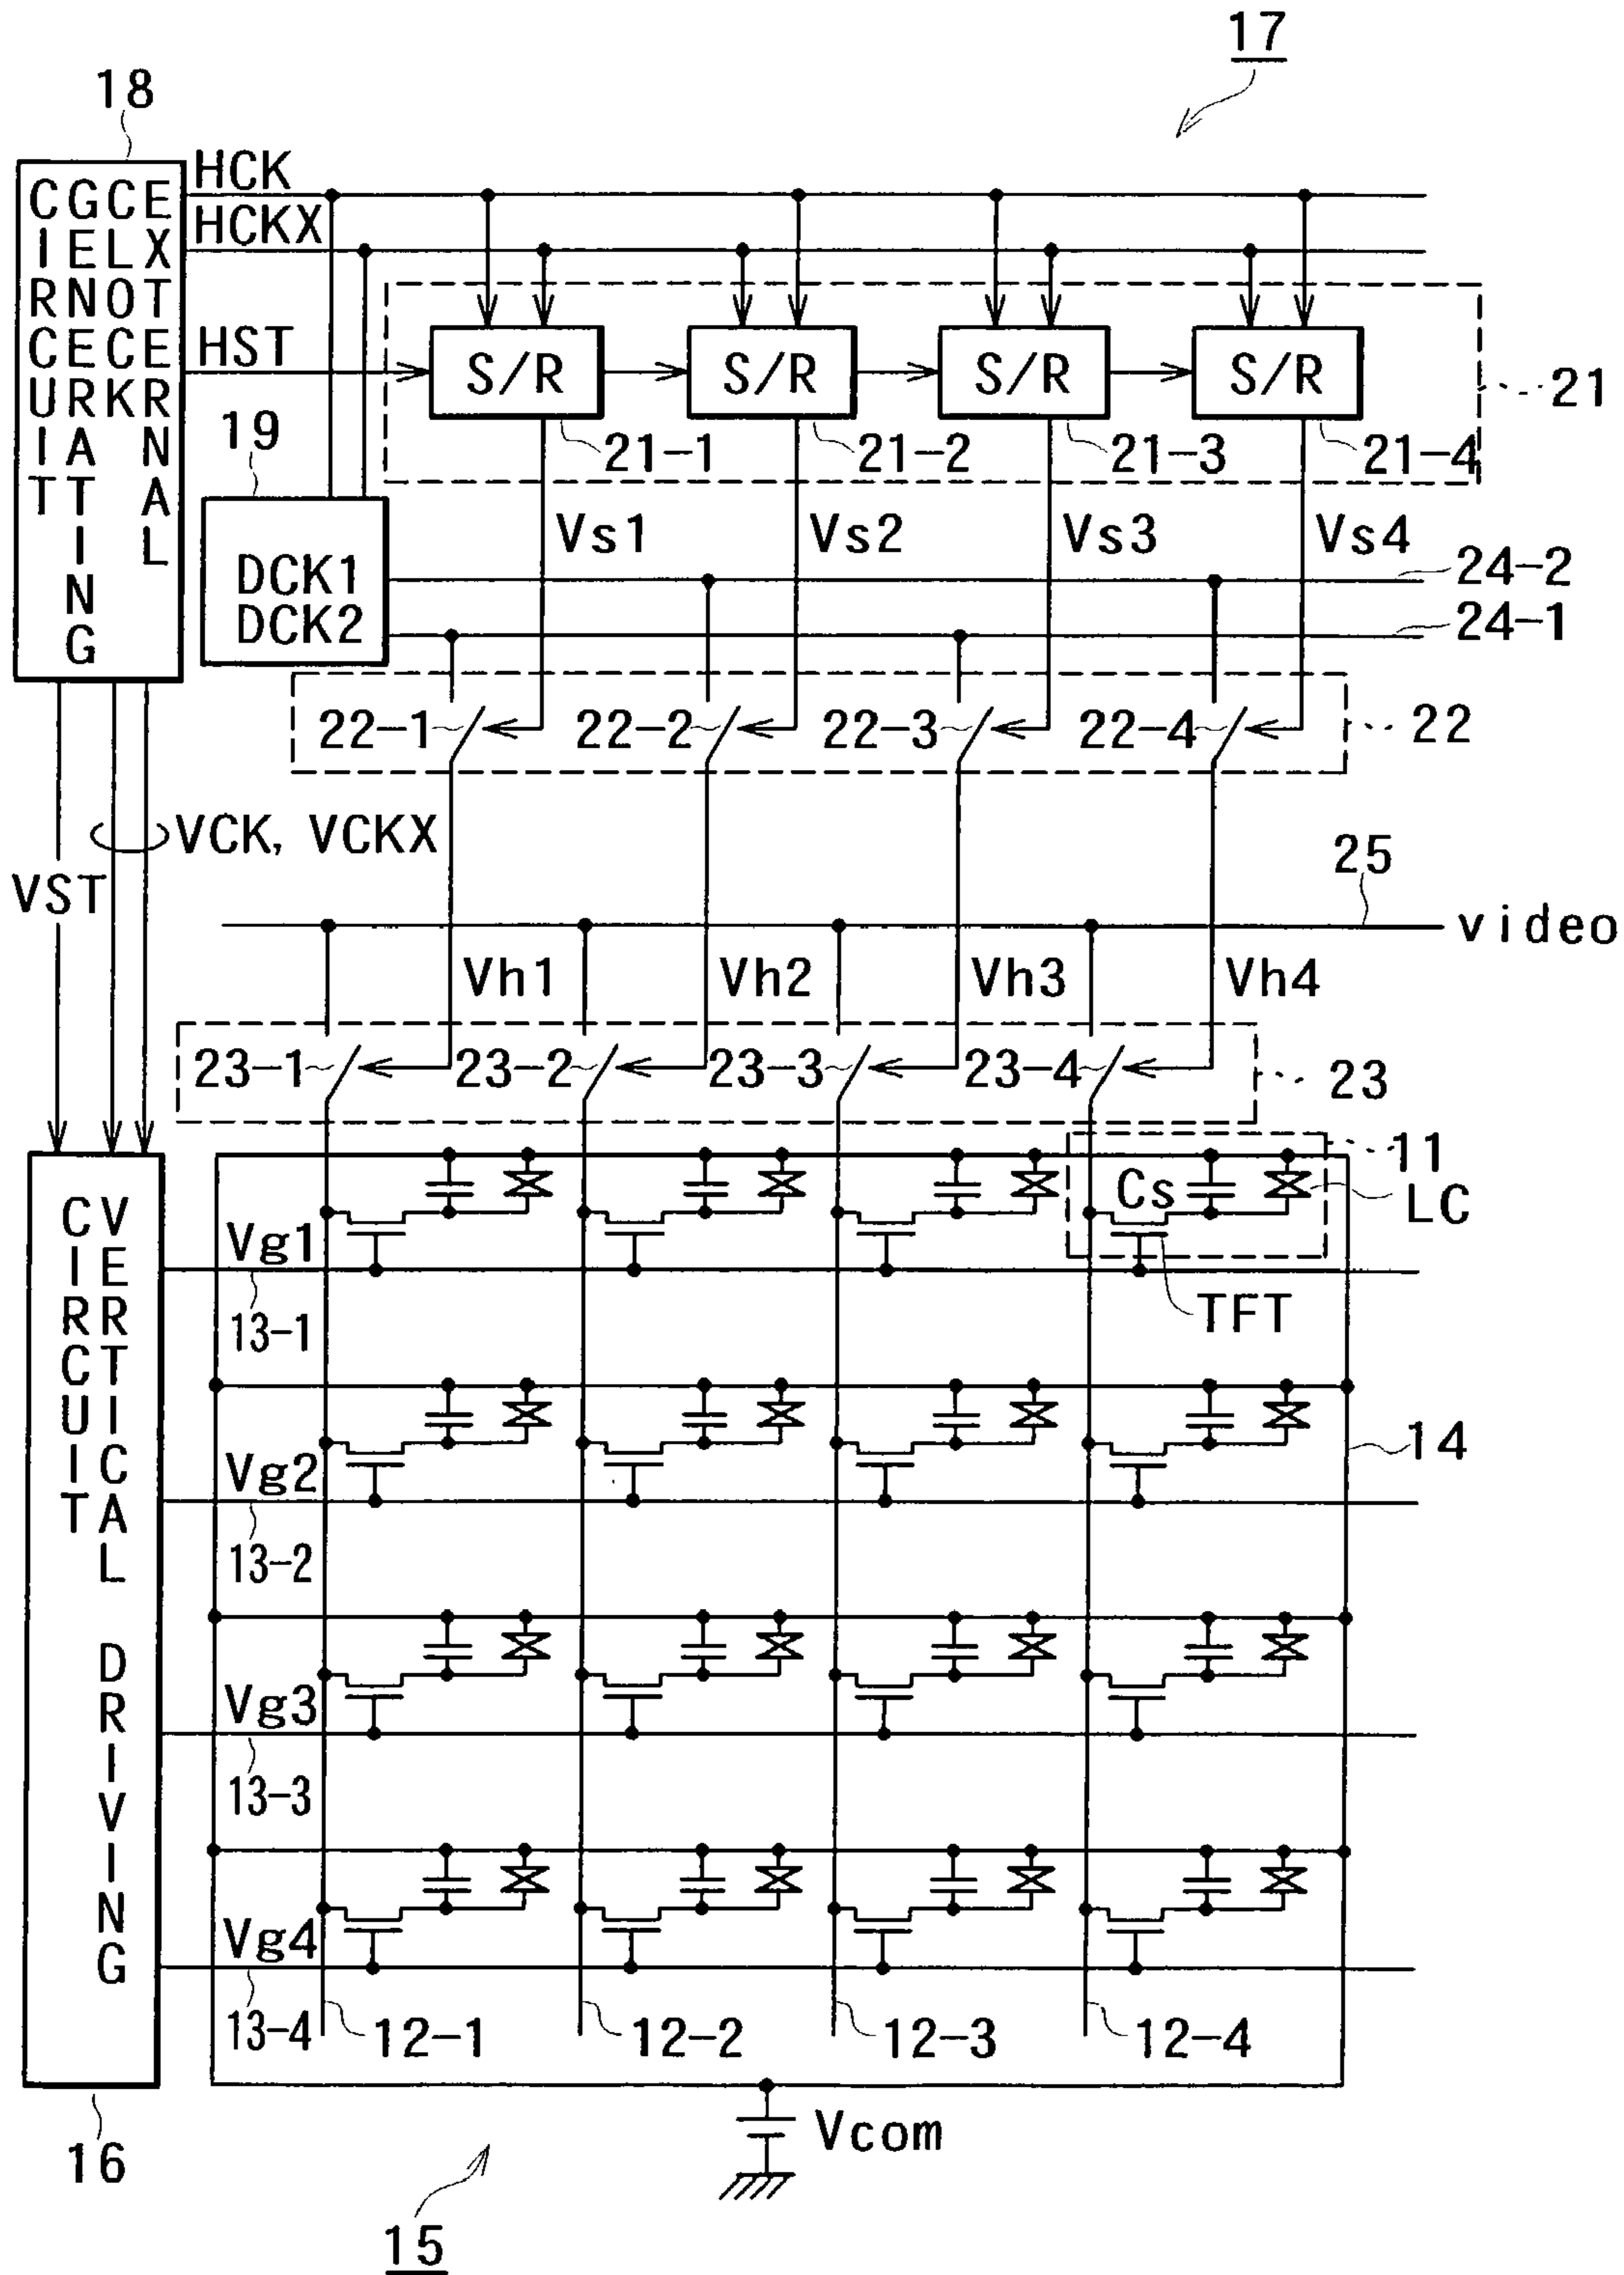 17
18
EXTERNAL
CLOCK
GENERATING
CIRCUIT
HCK
HCKX
HST
S/R
S/R
S/R
S/R
21
21-1
21-2
21-3
21-4
19
Vs1
Vs2
Vs3
Vs4
DCK1
DCK2
24-2
24-1
22-1
22-2
22-3
22-4
22
VCK, VCKX
VST
25
video
Vh1
Vh2
Vh3
Vh4
23-1
23-2
23-3
23-4
23
11
Cs
LC
TFT
VERTICAL DRIVING
CIRCUIT
Vg1
13-1
14
Vg2
13-2
Vg3
13-3
Vg4
13-4
12-1
12-2
12-3
12-4
Vcom
16
15